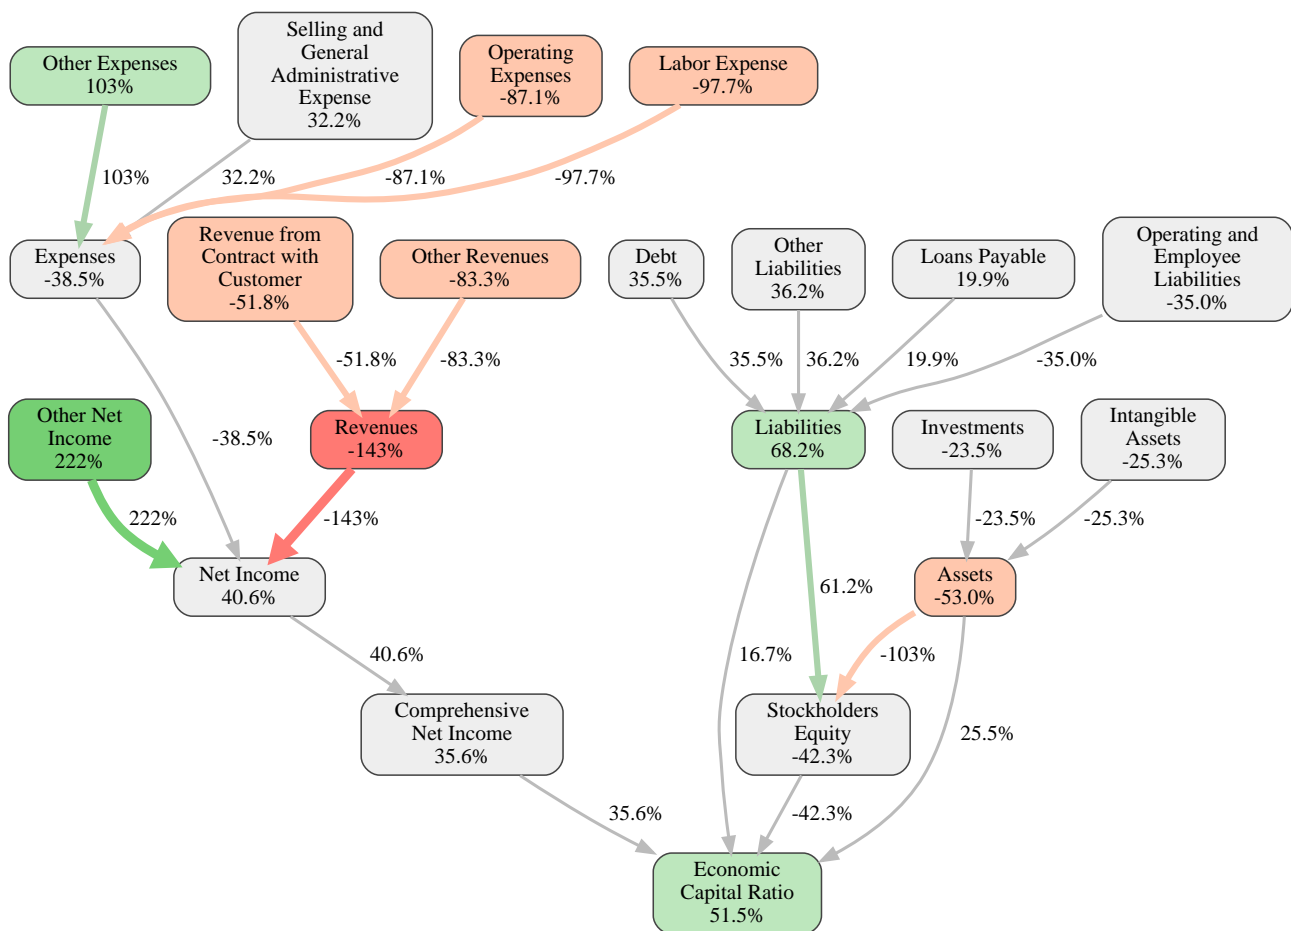 Other Expenses
103%
Selling and
General
Administrative
Expense
32.2%
Operating
Expenses
-87.1%
Labor Expense
-97.7%
103%
32.2%
-87.1%
-97.7%
Expenses
-38.5%
Revenue from
Contract with
Customer
-51.8%
Other Revenues
-83.3%
Debt
35.5%
Other
Liabilities
36.2%
Loans Payable
19.9%
Operating and
Employee
Liabilities
-35.0%
-51.8%
-83.3%
35.5%
36.2%
19.9%
-35.0%
Other Net
Income
222%
-38.5%
Revenues
-143%
Liabilities
68.2%
Investments
-23.5%
Intangible
Assets
-25.3%
222%
-143%
-23.5%
-25.3%
Net Income
40.6%
61.2%
Assets
-53.0%
40.6%
16.7%
-103%
Comprehensive
Net Income
35.6%
Stockholders
Equity
-42.3%
25.5%
35.6%
-42.3%
Economic
Capital Ratio
51.5%